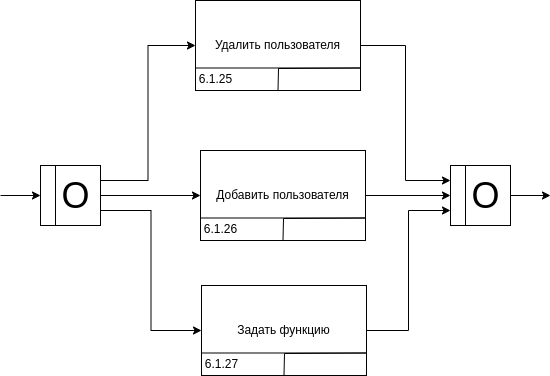 Удалить пользователя
6.1.25
O
Добавить пользователя
6.1.26
O
Задать функцию
6.1.27